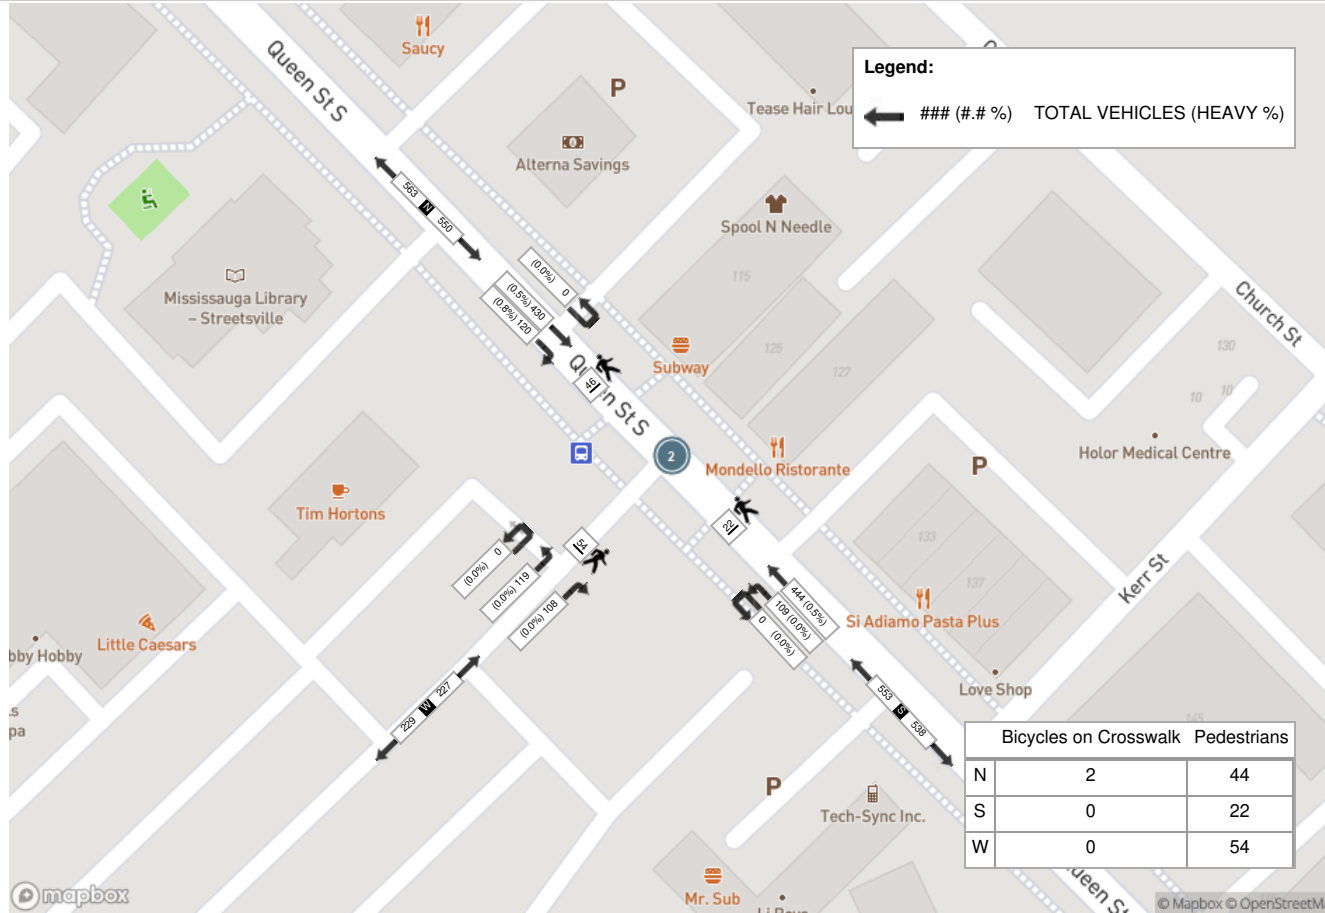 Saucy
Queen St S
P
Tease Hair Lou
Legend:
### (#.# %) TOTAL VEHICLES (HEAVY %)
Alterna Savings
563 N 550
Spool N Needle
Mississauga Library
– Streetsville
115
(0.0%) 0
(0.5%) 430
(0.8%) 120
Church St
Subway
125
127
130
10
10
46
Queen St S
2
Mondello Ristorante
P
Holor Medical Centre
Tim Hortons
22
133
137
54
(0.0%) 0
(0.0%) 119
(0.0%) 108
444 (0.5%)
109 (0.0%)
0 (0.0%)
Kerr St
Si Adiamo Pasta Plus
Little Caesars
bby Hobby
229 W 227
553 S 538
Love Shop
145
ls
pa
P
Tech-Sync Inc.
Bicycles on Crosswalk Pedestrians
N 2 44
S 0 22
W 0 54
Mr. Sub
ueen St
mapbox
© Mapbox © OpenStreetM